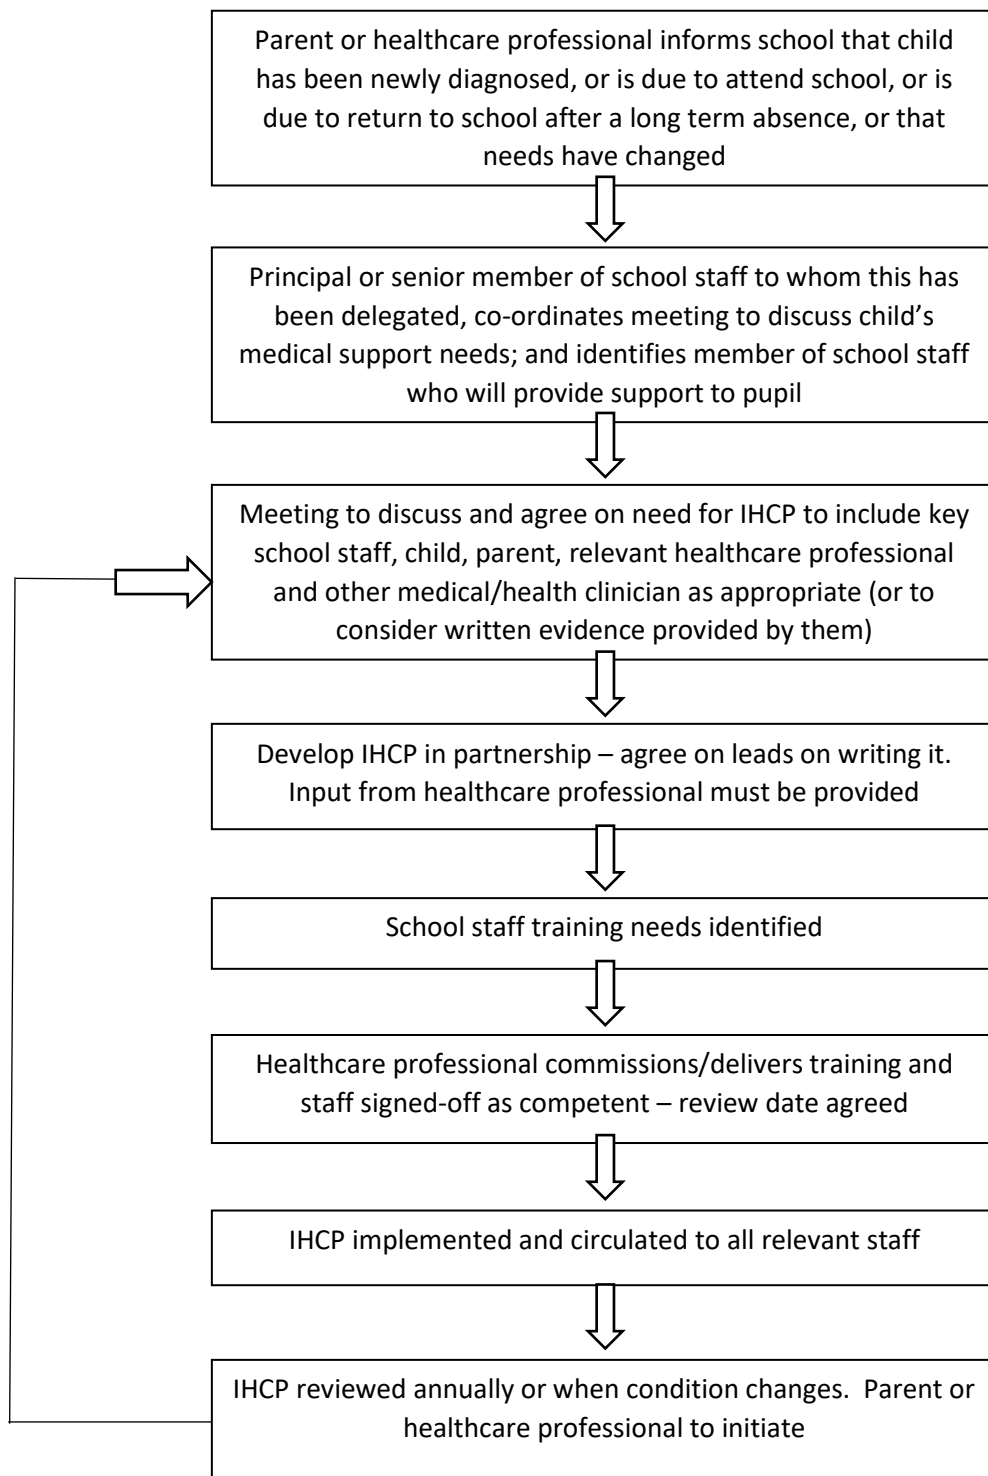 Parent or healthcare professional informs school that child
has been newly diagnosed, or is due to attend school, or is
due to return to school after a long term absence, or that
needs have changed
Principal or senior member of school staff to whom this has
been delegated, co-ordinates meeting to discuss child’s
medical support needs; and identifies member of school staff
who will provide support to pupil
Meeting to discuss and agree on need for IHCP to include key
school staff, child, parent, relevant healthcare professional
and other medical/health clinician as appropriate (or to
consider written evidence provided by them)
Develop IHCP in partnership – agree on leads on writing it.
Input from healthcare professional must be provided
School staff training needs identified
Healthcare professional commissions/delivers training and
staff signed-off as competent – review date agreed
IHCP implemented and circulated to all relevant staff
IHCP reviewed annually or when condition changes.  Parent or
healthcare professional to initiate